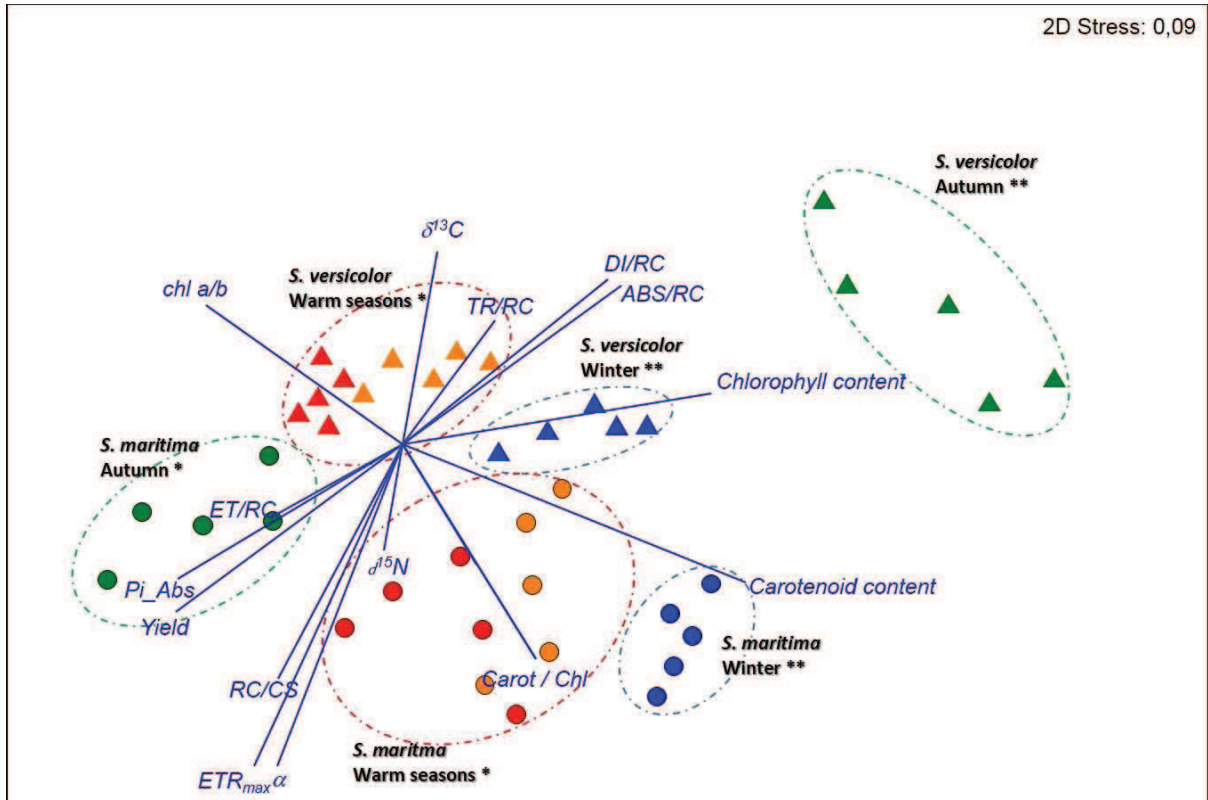 2D Stress: 0,09
S. versicolor
Autumn **
δ13C
DI/RC
S. versicolor
Warm seasons *
chl a/b
ABS/RC
TR/RC
S. versicolor
Winter **
Chlorophyll content
S. maritima
Autumn *
ET/RC
d15N
Pi_Abs
Carotenoid content
Yield
S. maritima
Winter **
Carot / Chl
RC/CS
S. maritma
Warm seasons *
ETRmax α